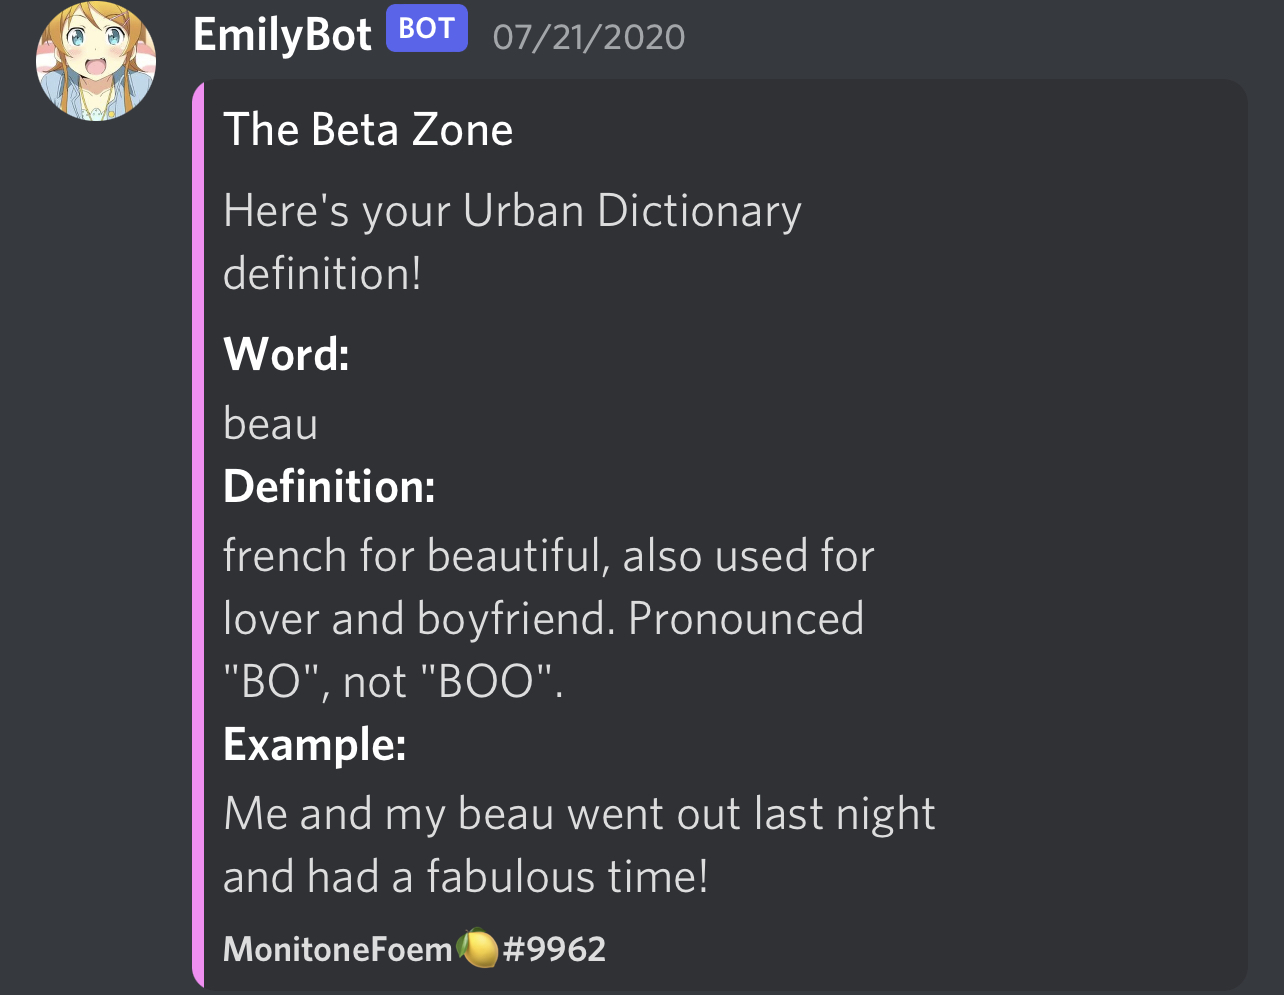 EmilyBot BOT 07/21/2020
The Beta Zone
Here's your Urban Dictionary
definition!
Word:
beau
Definition:
french for beautiful, also used for
lover and boyfriend. Pronounced
"BO", not "BOO".
Example:
Me and my beau went out last night
and had a fabulous time!
MonitoneFoem🍋#9962